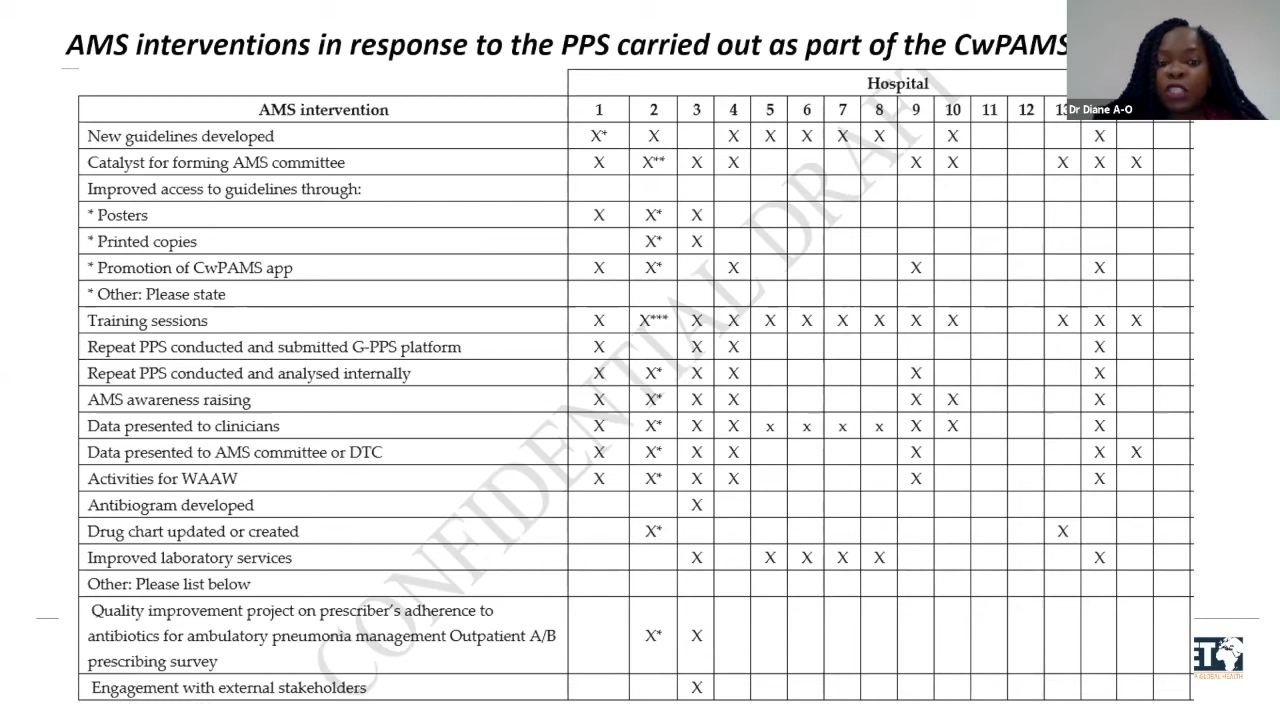 AMS interventions in response to the PPS carried out as part of the CwPAMS
Dr Diane A-O
Hospital
AMS intervention 1 2 3 4 5 6 7 8 9 10 11 12
New guidelines developed X* X X X X X X X X
Catalyst for forming AMS committee X X** X X X X X X X
Improved access to guidelines through:
* Posters X X* X
* Printed copies X* X
* Promotion of CwPAMS app X X* X X X
* Other: Please state
Training sessions X X*** X X X X X X X X X X X
Repeat PPS conducted and submitted G-PPS platform X X X X
Repeat PPS conducted and analysed internally X X* X X X X
AMS awareness raising X X* X X X X X
Data presented to clinicians X X* X X x x x x X X X
Data presented to AMS committee or DTC X X* X X X X X
Activities for WAAW X X* X X X X
Antibiogram developed X
Drug chart updated or created X* X
Improved laboratory services X X X X X X
Other: Please list below
Quality improvement project on prescriber's adherence to
antibiotics for ambulatory pneumonia management Outpatient A/B X* X
prescribing survey
Engagement with external stakeholders X
CONFIDENTIAL DRAFT
GLOBAL HEALTH